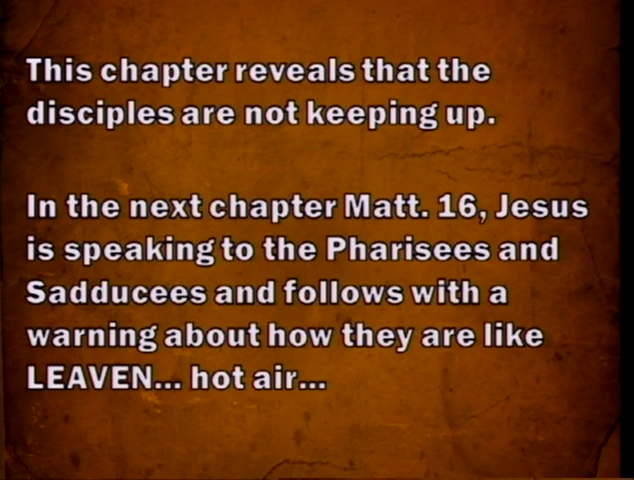 This chapter reveals that the
disciples are not keeping up.
In the next chapter Matt. 16, Jesus
is speaking to the Pharisees and
Sadducees and follows with a
warning about how they are like
LEAVEN... hot air...